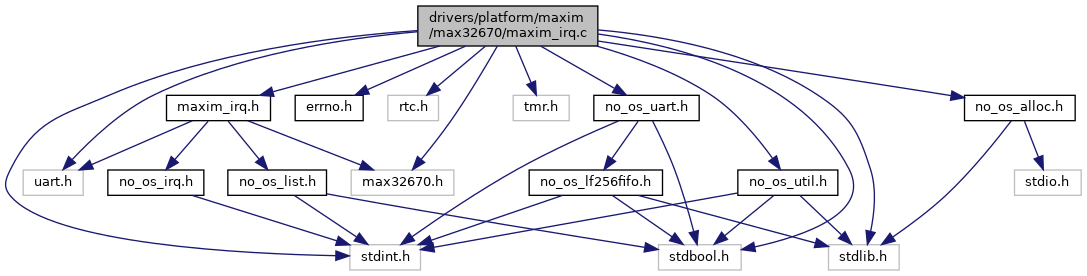 drivers/platform/maxim
/max32670/maxim_irq.c
maxim_irq.h
errno.h
rtc.h
tmr.h
no_os_uart.h
no_os_alloc.h
uart.h
no_os_irq.h
no_os_list.h
max32670.h
no_os_lf256fifo.h
no_os_util.h
stdio.h
stdint.h
stdbool.h
stdlib.h